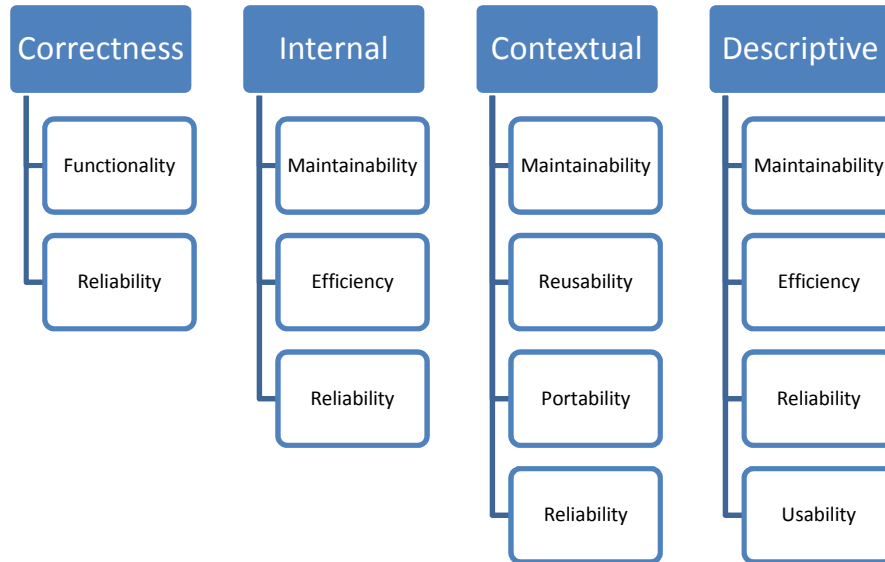 Correctness
Functionality
Reliability
Internal
Maintainability
Efficiency
Reliability
Contextual
Maintainability
Reusability
Portability
Reliability
Descriptive
Maintainability
Efficiency
Reliability
Usability